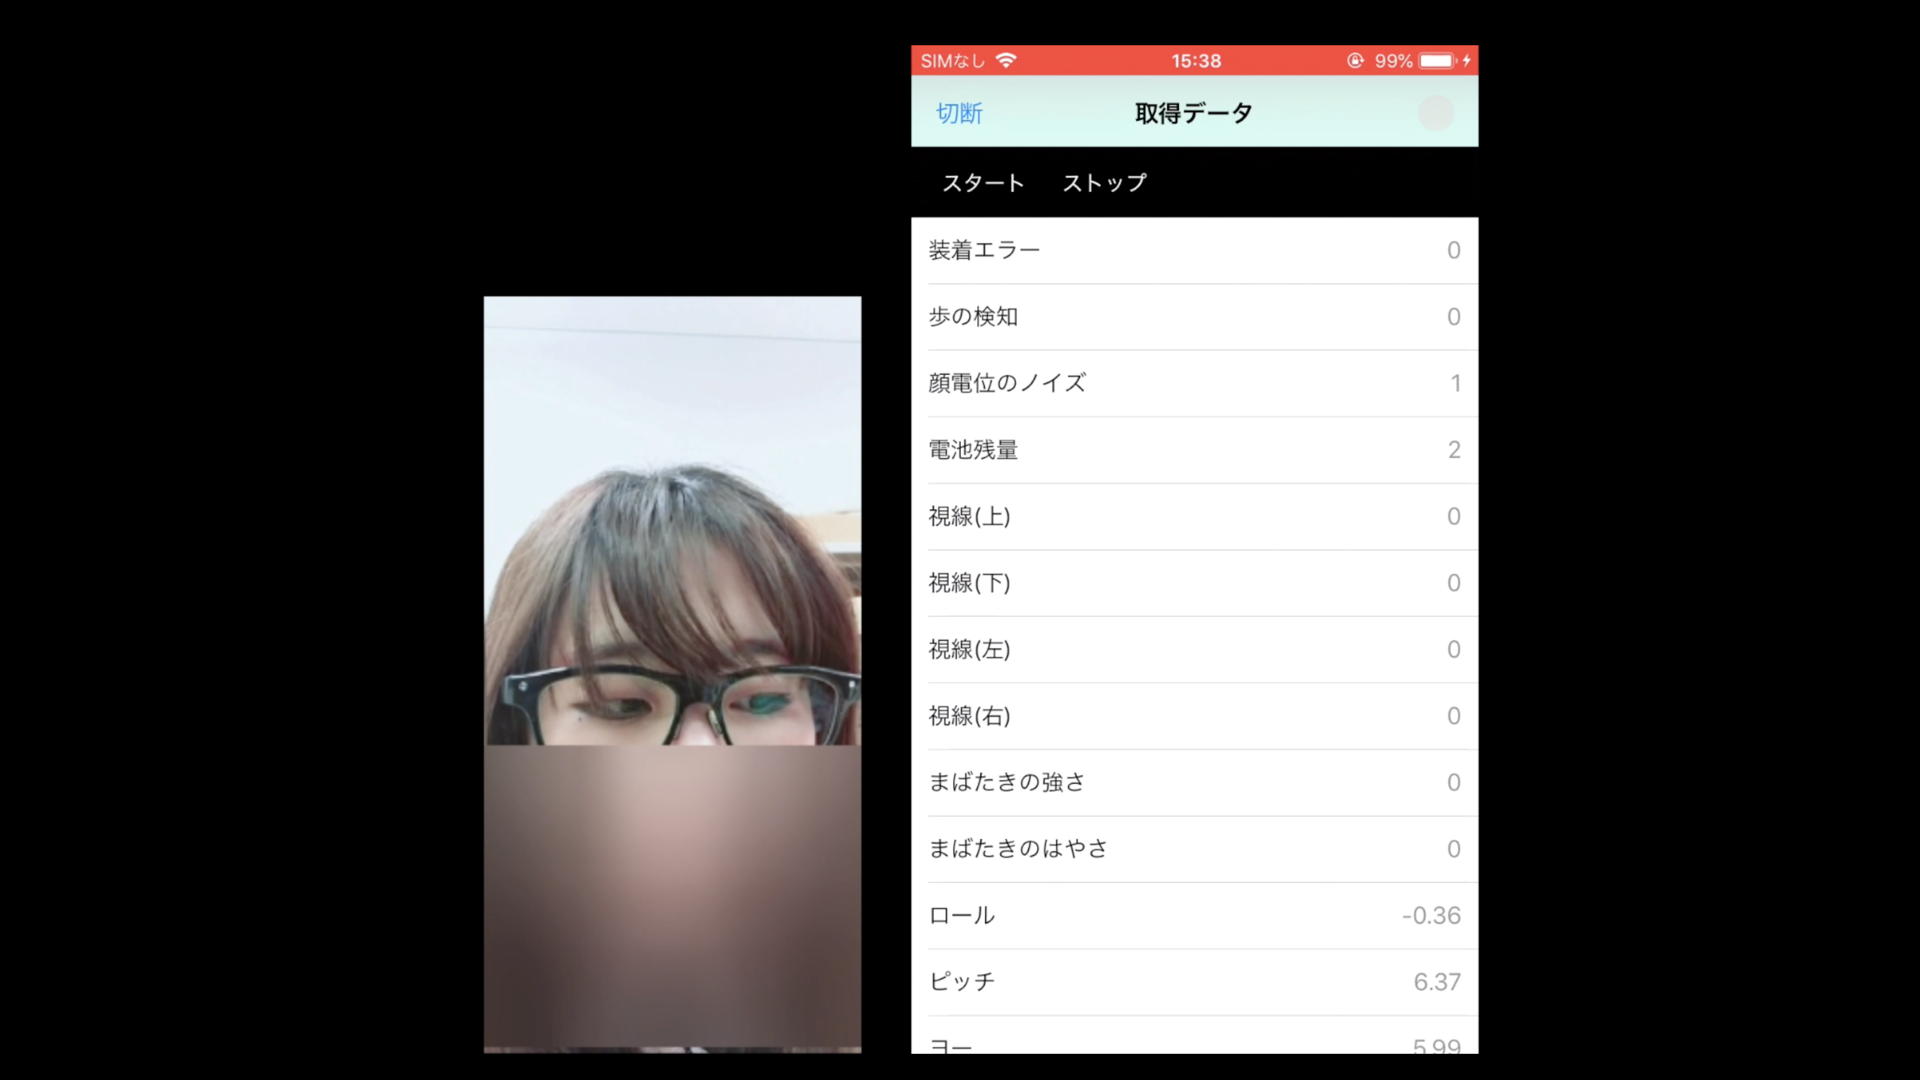 SIMなし 15:38 99%
切断 取得データ
スタート ストップ
装着エラー 0
歩の検知 0
顔電位のノイズ 1
電池残量 2
視線(上) 0
視線(下) 0
視線(左) 0
視線(右) 0
まばたきの強さ 0
まばたきのはやさ 0
ロール -0.36
ピッチ 6.37
ヨー 5.99